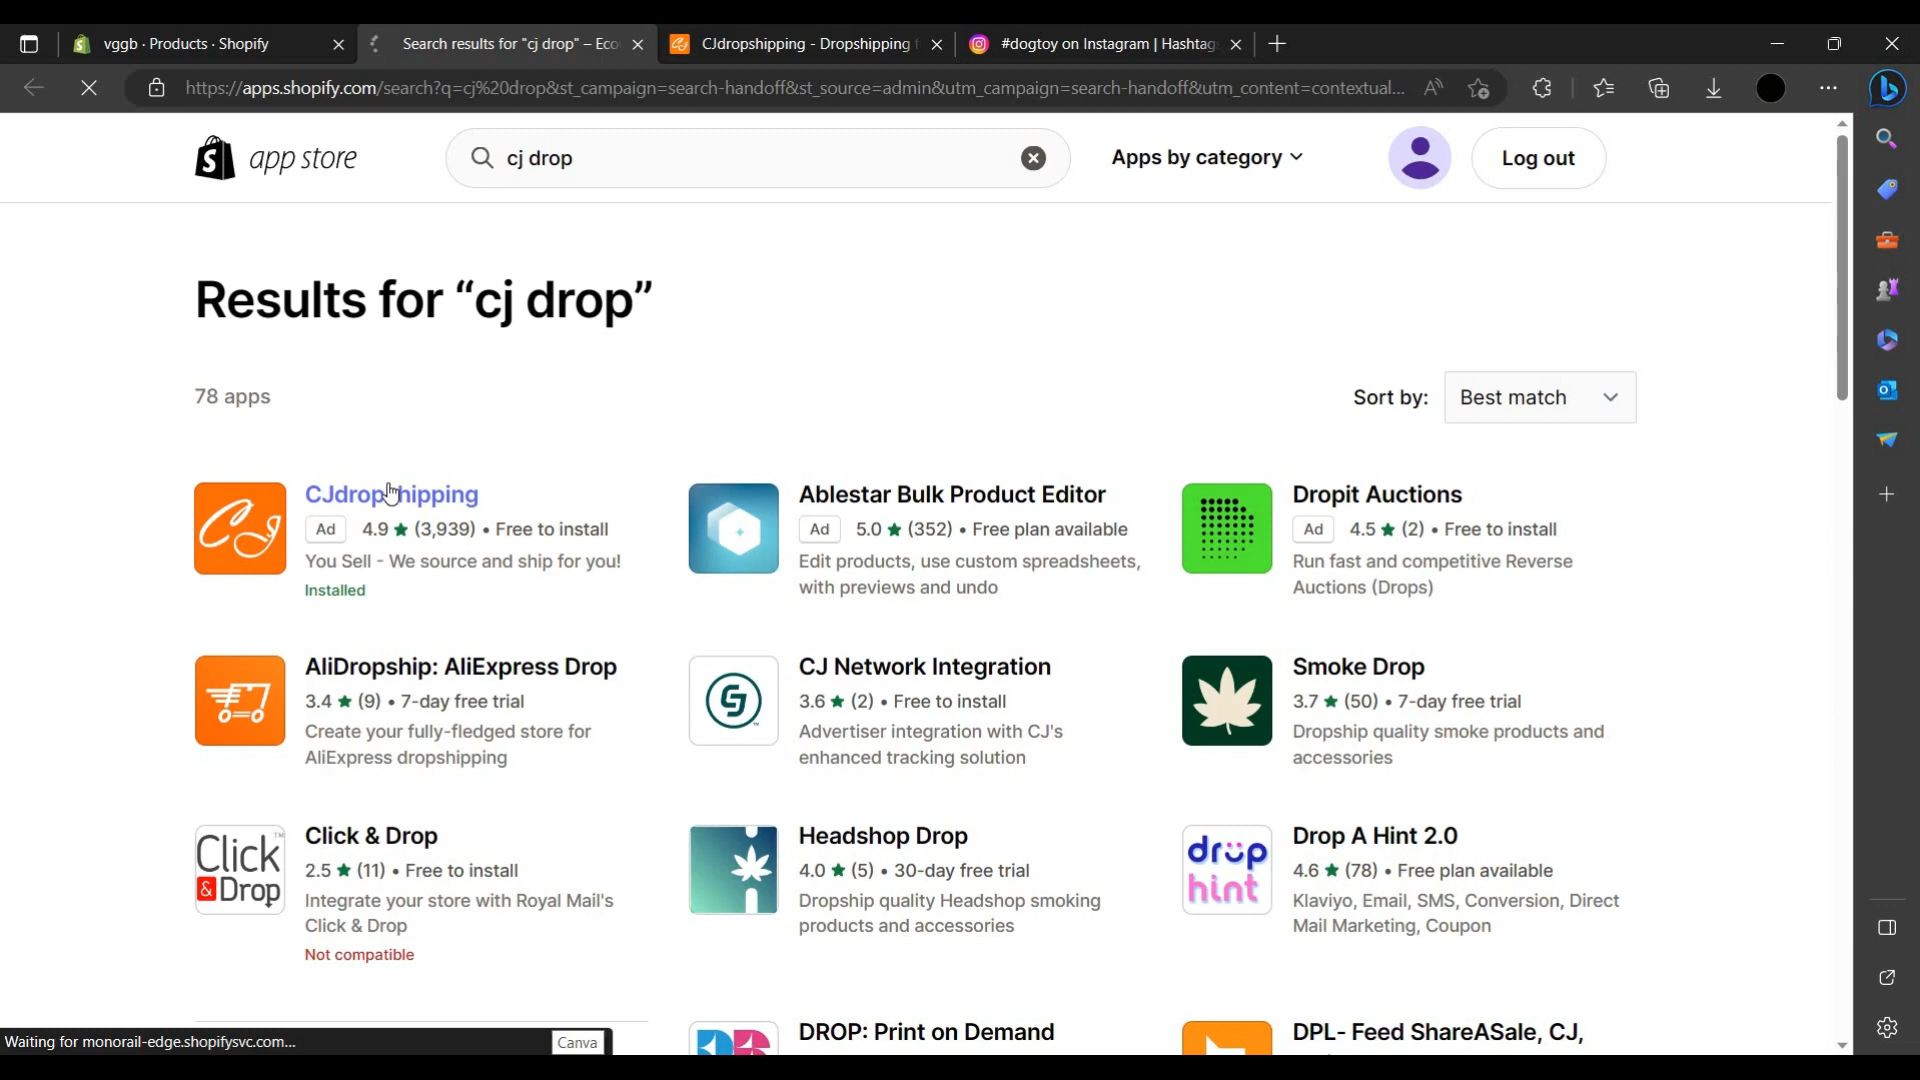 vggb · Products · Shopify
Search results for "cj drop" – Eco
CJdropshipping - Dropshipping f
#dogtoy on Instagram | Hashtag
https://apps.shopify.com/search?q=cj%20drop&st_campaign=search-handoff&st_source=admin&utm_campaign=search-handoff&utm_content=contextual...
app store
cj drop
Apps by category
Log out
Results for “cj drop”
78 apps
Sort by:
Best match
CJdropshipping
Ad 4.9 ★ (3,939) • Free to install
You Sell - We source and ship for you!
Installed
Ablestar Bulk Product Editor
Ad 5.0 ★ (352) • Free plan available
Edit products, use custom spreadsheets,
with previews and undo
Dropit Auctions
Ad 4.5 ★ (2) • Free to install
Run fast and competitive Reverse
Auctions (Drops)
AliDropship: AliExpress Drop
3.4 ★ (9) • 7-day free trial
Create your fully-fledged store for
AliExpress dropshipping
CJ Network Integration
3.6 ★ (2) • Free to install
Advertiser integration with CJ's
enhanced tracking solution
Smoke Drop
3.7 ★ (50) • 7-day free trial
Dropship quality smoke products and
accessories
Click
& Drop
Click & Drop
2.5 ★ (11) • Free to install
Integrate your store with Royal Mail's
Click & Drop
Not compatible
Headshop Drop
4.0 ★ (5) • 30-day free trial
Dropship quality Headshop smoking
products and accessories
drop
hint
Drop A Hint 2.0
4.6 ★ (78) • Free plan available
Klaviyo, Email, SMS, Conversion, Direct
Mail Marketing, Coupon
DROP: Print on Demand
DPL- Feed ShareASale, CJ,
Waiting for monorail-edge.shopifysvc.com...
Canva